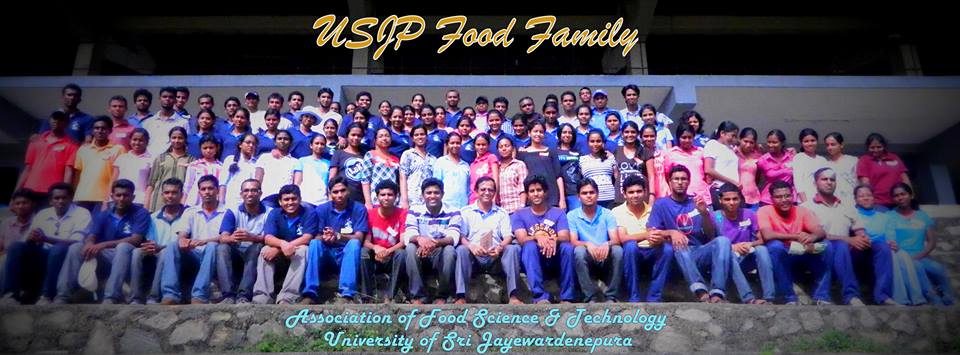 USJP Food Family
Association of Food Science & Technology
University of Sri Jayewardenepura